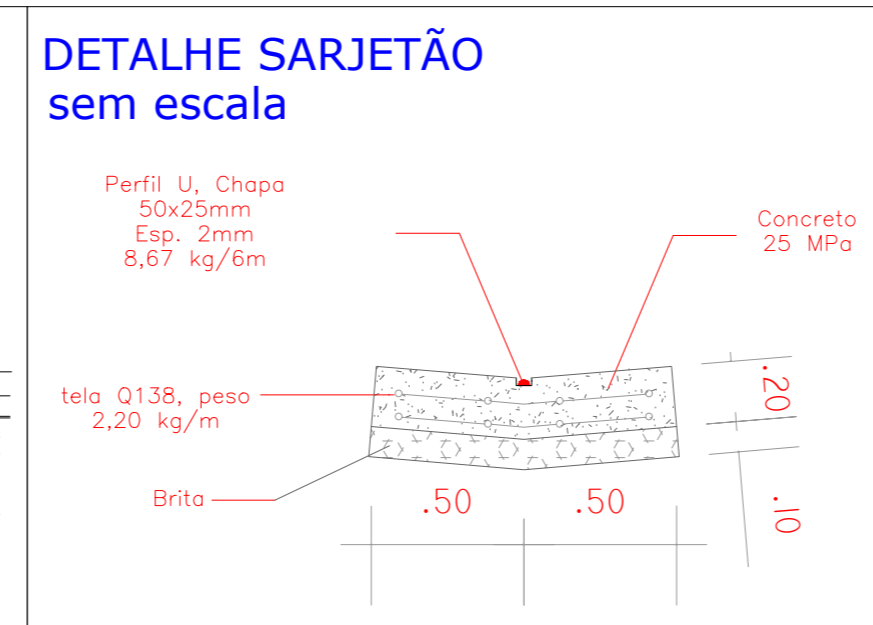 DETALHE SARJETÃO
sem escala
Perfil U, Chapa
50x25mm
Esp. 2mm
8,67 kg/6m
Concreto
25 MPa
tela Q138, peso
2,20 kg/m
Brita
.50
.50
.20
.10